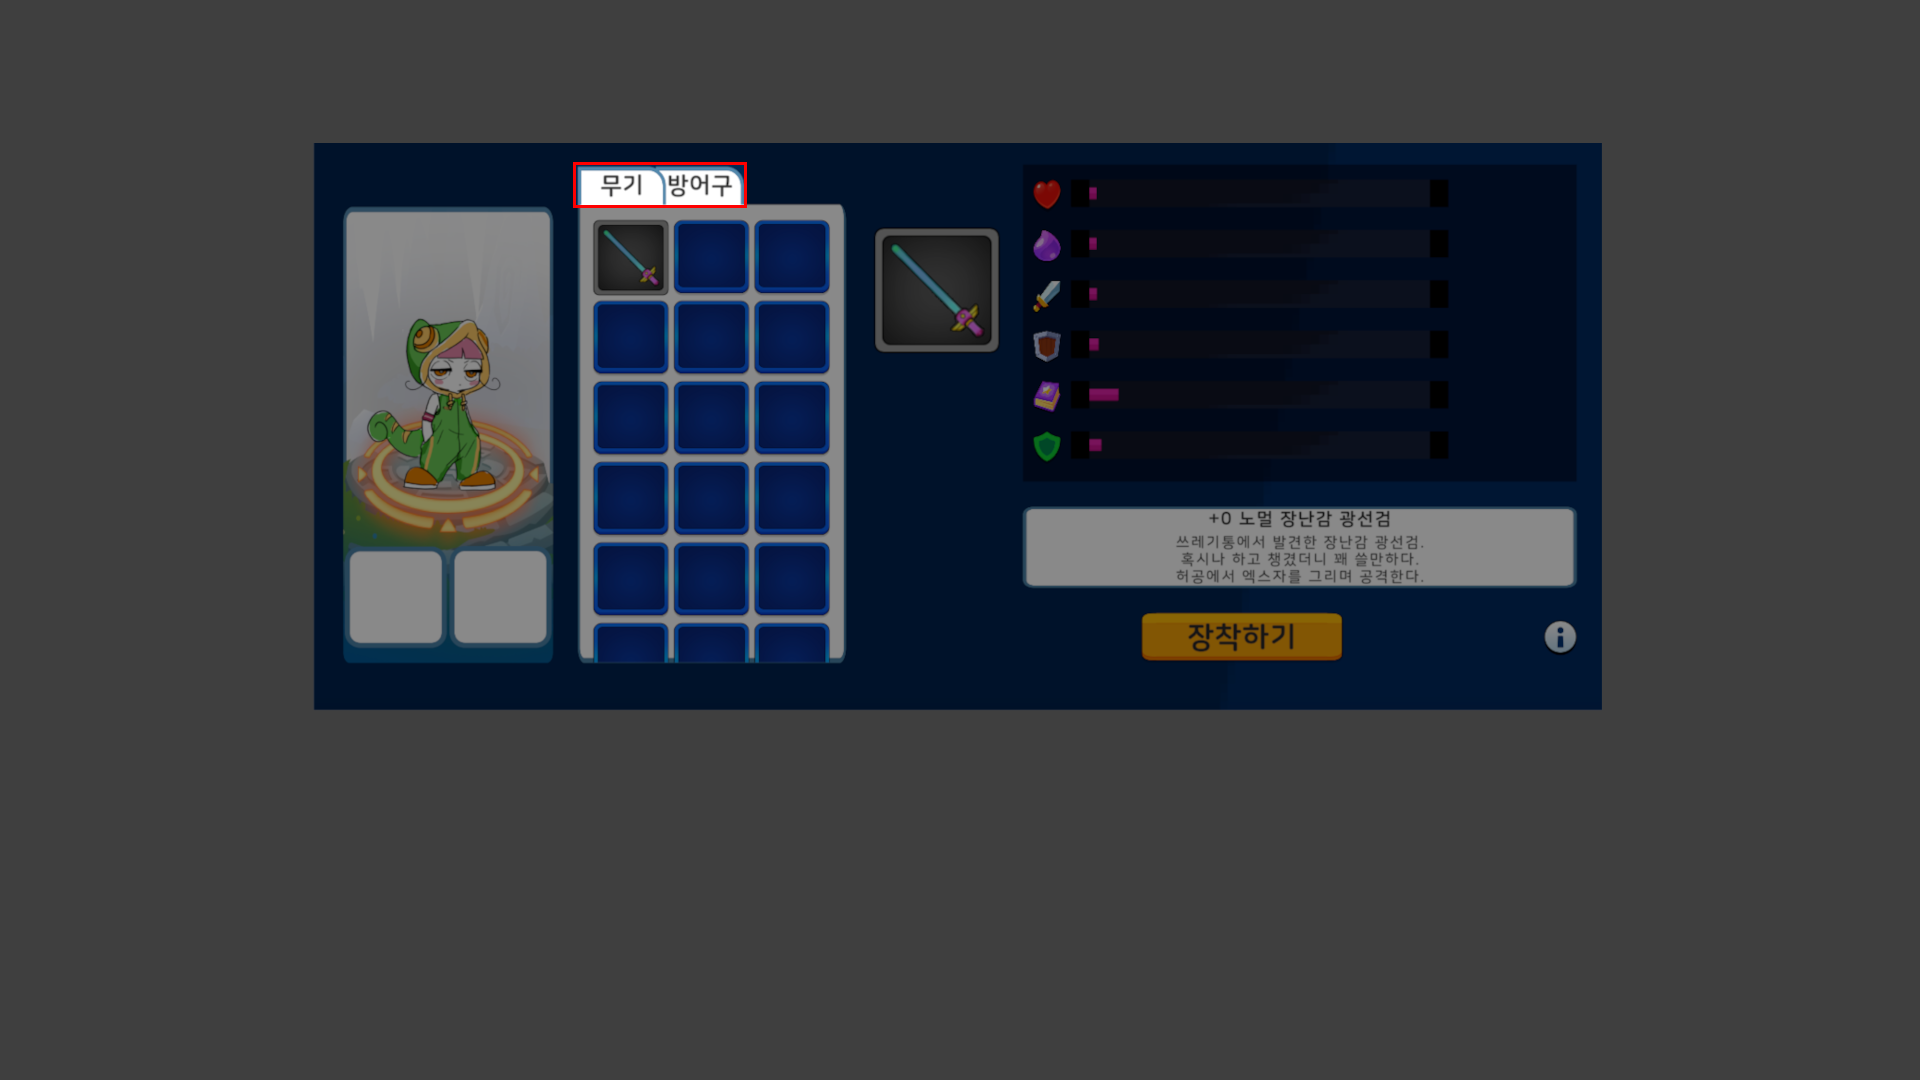 무기
방어구
+0 노멀 장난감 광선검
쓰레기통에서 발견한 장난감 광선검.
혹시나 하고 챙겼더니 꽤 쓸만하다.
허공에서 엑스자를 그리며 공격한다.
장착하기